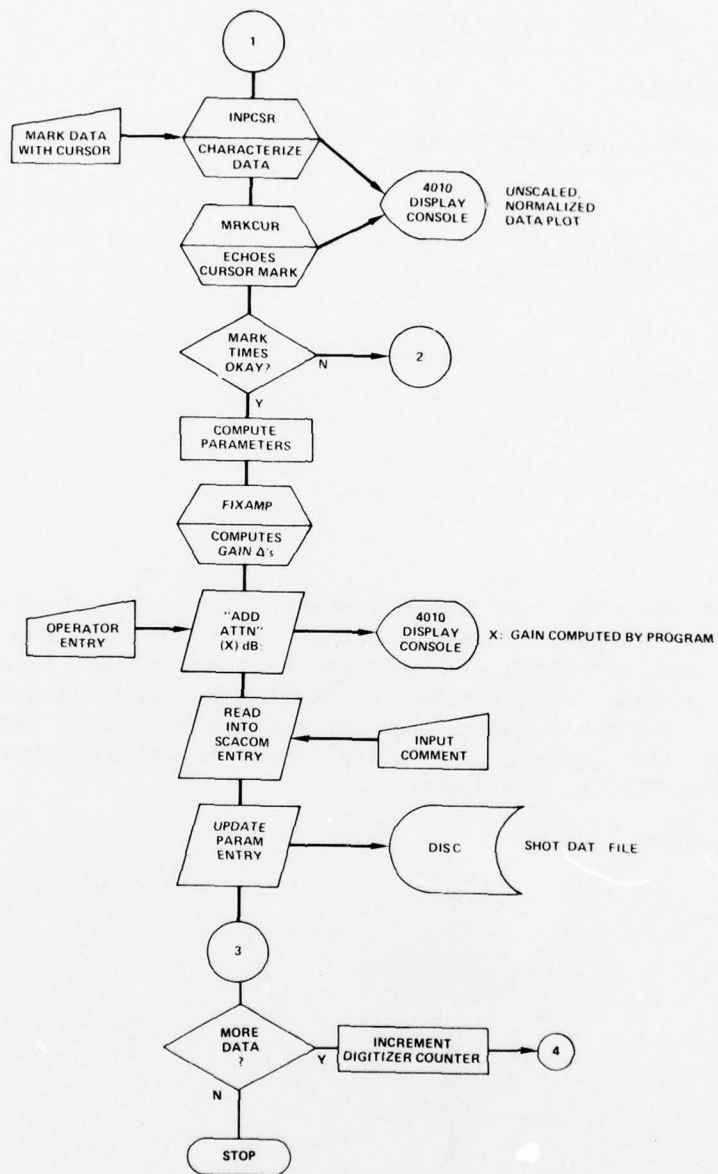 1
INPCSR
MARK DATA
WITH CURSOR
CHARACTERIZE
DATA
4010
DISPLAY
CONSOLE
UNSCALED,
NORMALIZED
DATA PLOT
MRKCUR
ECHOES
CURSOR MARK
MARK
TIMES
OKAY?
N
2
Y
COMPUTE
PARAMETERS
FIXAMP
COMPUTES
GAIN Δ's
OPERATOR
ENTRY
"ADD
ATTN"
(X) dB:
4010
DISPLAY
CONSOLE
X: GAIN COMPUTED BY PROGRAM
READ
INTO
SCACOM
ENTRY
INPUT
COMMENT
UPDATE
PARAM
ENTRY
DISC
SHOT DAT FILE
3
MORE
DATA
?
Y
INCREMENT
DIGITIZER COUNTER
4
N
STOP